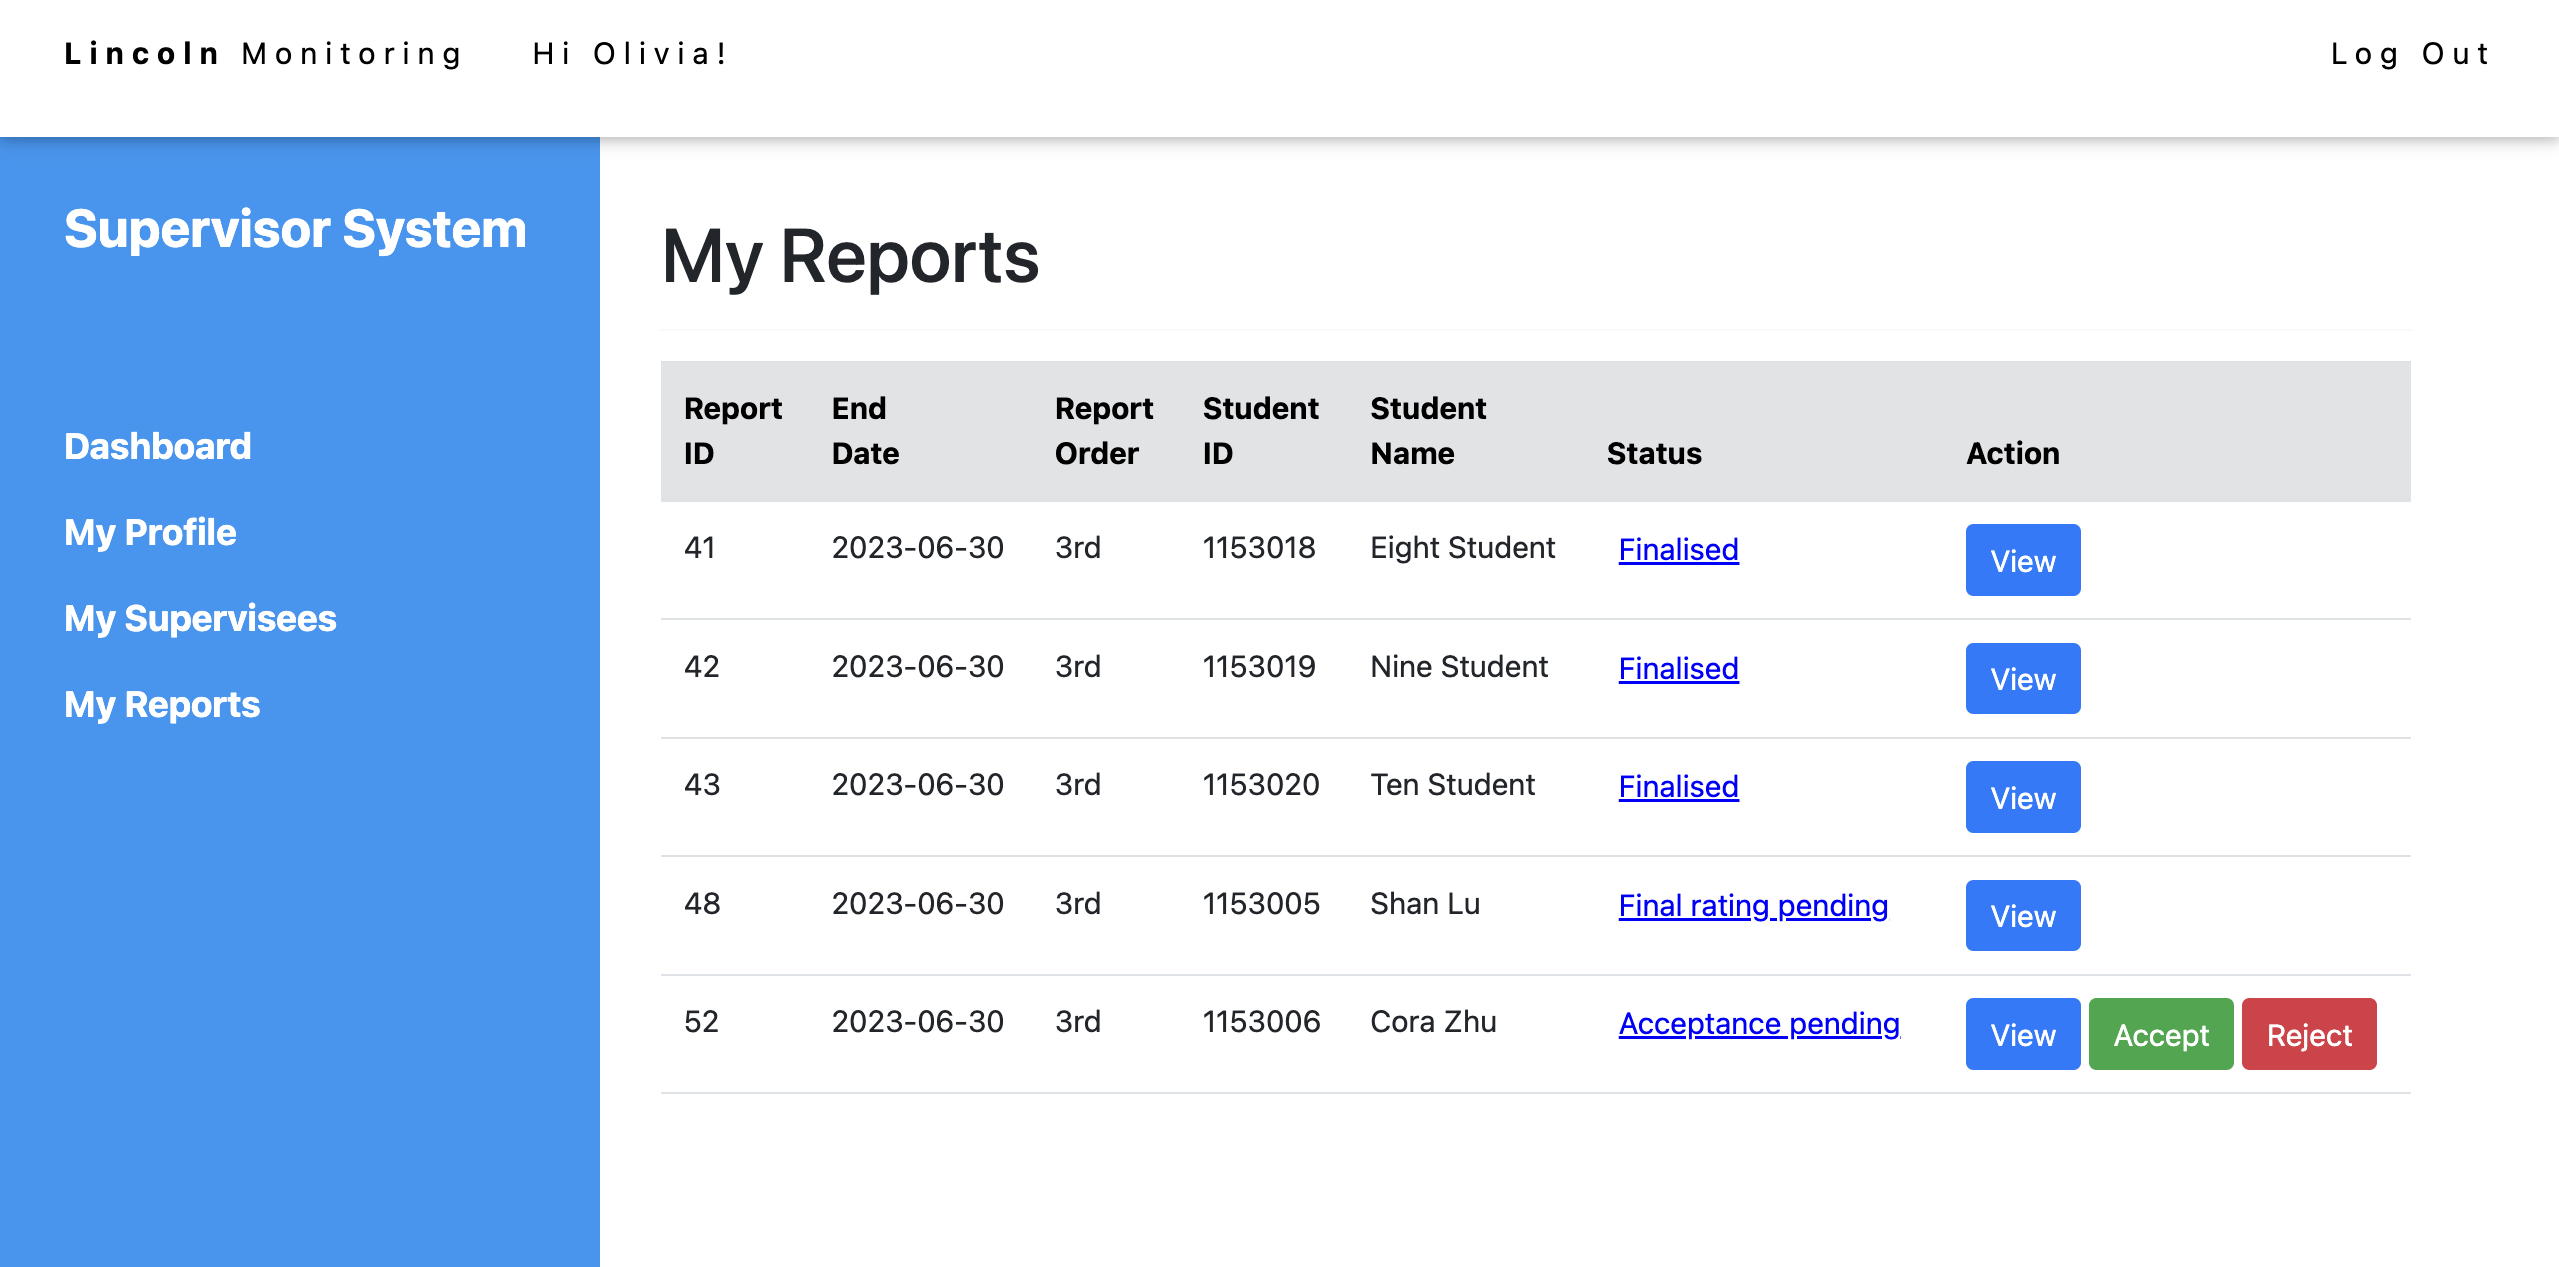 Lincoln Monitoring Hi Olivia! Log Out
Supervisor System
Dashboard
My Profile
My Supervisees
My Reports
My Reports
Report ID End Date Report Order Student ID Student Name Status Action
41 2023-06-30 3rd 1153018 Eight Student Finalised View
42 2023-06-30 3rd 1153019 Nine Student Finalised View
43 2023-06-30 3rd 1153020 Ten Student Finalised View
48 2023-06-30 3rd 1153005 Shan Lu Final rating pending View
52 2023-06-30 3rd 1153006 Cora Zhu Acceptance pending View Accept Reject